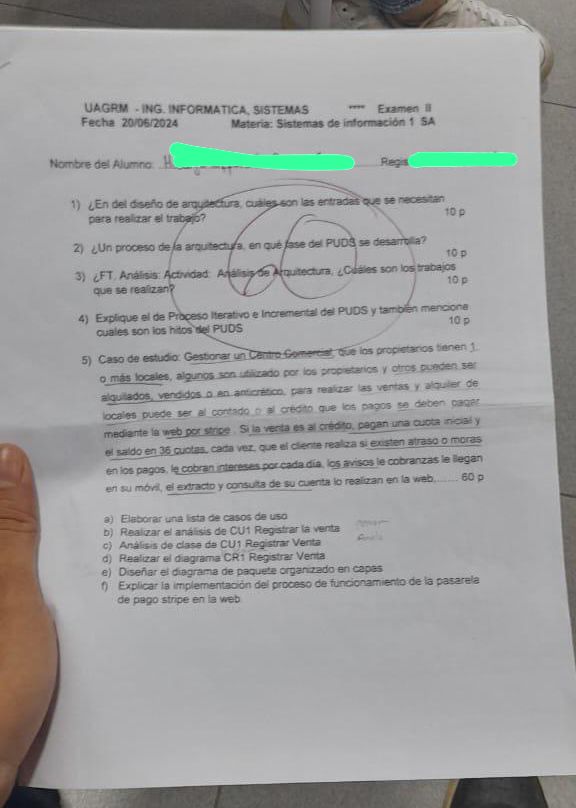 UAGRM - ING. INFORMATICA, SISTEMAS **** Examen II
Fecha 20/06/2024 Materia: Sistemas de información 1 SA
Nombre del Alumno: Regis
1) ¿En del diseño de arquitectura, cuáles son las entradas que se necesitan
para realizar el trabajo? 10 p
2) ¿Un proceso de la arquitectura, en qué fase del PUDS se desarrolla?
10 p
3) ¿FT. Análisis: Actividad: Análisis de Arquitectura, ¿Cuáles son los trabajos
que se realizan? 10 p
60
4) Explique el de Proceso Iterativo e Incremental del PUDS y también mencione
cuales son los hitos del PUDS 10 p
5) Caso de estudio: Gestionar un Centro Comercial, que los propietarios tienen 1.
o más locales, algunos son utilizado por los propietarios y otros pueden ser
alquilados, vendidos o en anticrético, para realizar las ventas y alquiler de
locales puede ser al contado o al crédito que los pagos se deben pagar
mediante la web por stripe . Si la venta es al crédito, pagan una cuota inicial y
el saldo en 36 cuotas, cada vez, que el cliente realiza si existen atraso o moras
en los pagos, le cobran intereses por cada día, los avisos le cobranzas le llegan
en su móvil, el extracto y consulta de su cuenta lo realizan en la web,...... 60 p
a) Elaborar una lista de casos de uso
b) Realizar el análisis de CU1 Registrar la venta
c) Análisis de clase de CU1 Registrar Venta
d) Realizar el diagrama CR1 Registrar Venta
e) Diseñar el diagrama de paquete organizado en capas
f) Explicar la implementación del proceso de funcionamiento de la pasarela
de pago stripe en la web